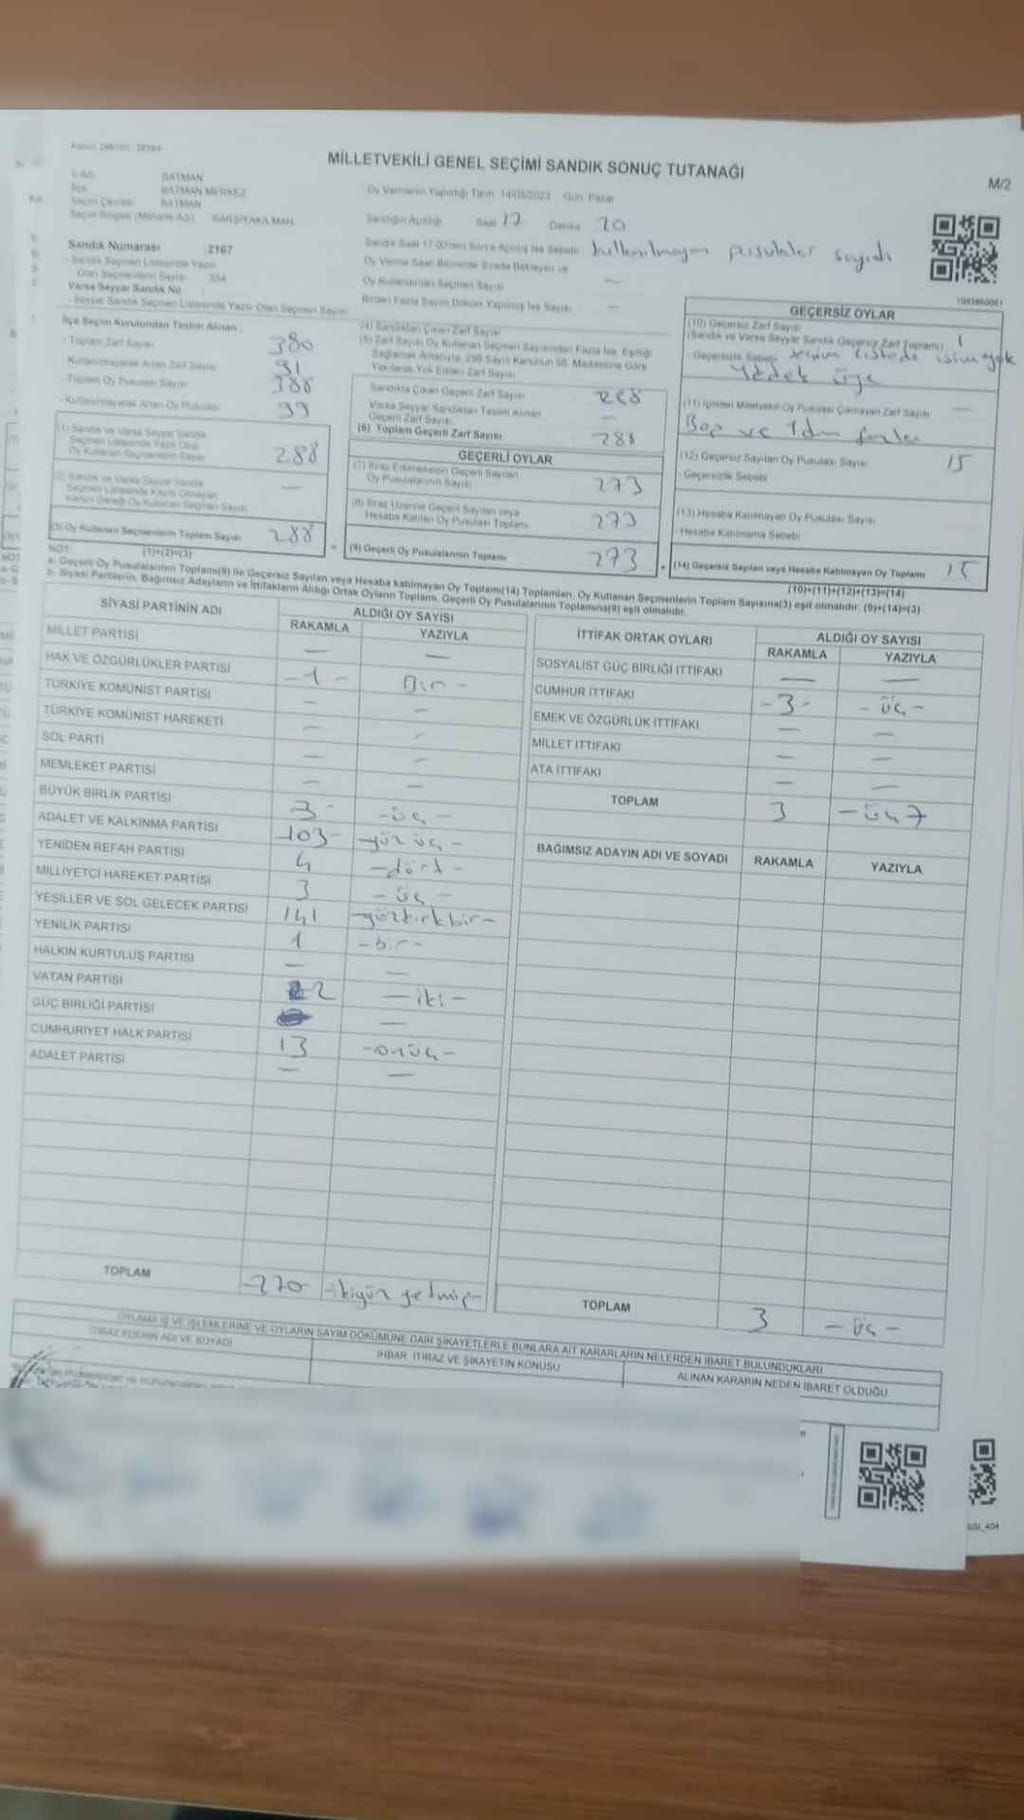 MİLLETVEKİLİ GENEL SEÇİMİ SANDIK SONUÇ TUTANAĞI
M/2
BATMAN
BATMAN MERKEZ
BATMAN
Seçim Bölgesi (Mahalle Adı) KARŞIYAKA MAH.
Oy Vermenin Yapıldığı Tarih 14/05/2023 Gün Pazar
Sandığın Açıldığı Saat 17 Dakika 20
Sandık Saat 17:00'den Sonra Açılmış İse Sebebi kullanılmayan pusulalar sayıdı
Sandık Numarası 2167
Sandık Seçmen Listesinde Yazılı
Olan Seçmenlerin Sayısı 354
Varsa Seyyar Sandık No
Seyyar Sandık Seçmen Listesinde Yazılı Olan Seçmen Sayısı
Oy Verme Saati Bitiminde Sırada Bekleyen ve
Oy Kullandırılan Seçmen Sayısı —
Birden Fazla Sayım Döküm Yapılmış İse Sayısı —
İlçe Seçim Kurulundan Teslim Alınan
Toplam Zarf Sayısı 380
Kullanılmayarak Artan Zarf Sayısı 91
Toplam Oy Pusulası Sayısı 388
Kullanılmayarak Artan Oy Pusulası 99
(1) Sandık ve Varsa Seyyar Sandık
Seçmen Listesinde Yazılı Olup
Oy Kullanan Seçmenlerin Sayısı 288
(2) Sandık ve Varsa Seyyar Sandık
Seçmen Listesinde Kaydı Olmayan
Kanun Gereği Oy Kullanan Seçmen Sayısı —
(3) Oy Kullanan Seçmenlerin Toplam Sayısı 288
(1)+(2)=(3)
(4) Sandıktan Çıkan Zarf Sayısı
(5) Zarf Sayısı Oy Kullanan Seçmen Sayısından Fazla İse, Eşitliği
Sağlamak Amacıyla, 298 Sayılı Kanunun 98. Maddesine Göre
Yakılarak Yok Edilen Zarf Sayısı
Sandıkta Çıkan Geçerli Zarf Sayısı 288
Varsa Seyyar Sandıktan Teslim Alınan
Geçerli Zarf Sayısı
(6) Toplam Geçerli Zarf Sayısı 288
GEÇERLİ OYLAR
(7) İtiraz Edilmeksizin Geçerli Sayılan
Oy Pusulalarının Sayısı 273
(8) İtiraz Üzerine Geçerli Sayılan veya
Hesaba Katılan Oy Pusulası Toplamı 273
(9) Geçerli Oy Pusulalarının Toplamı 273
GEÇERSİZ OYLAR
(10) Geçersiz Zarf Sayısı
(Sandık ve Varsa Seyyar Sandık Geçersiz Zarf Toplamı) 1
Geçersizlik Sebebi seçim listede ismi yok
Yedek üye
(11) İçinden Milletvekili Oy Pusulası Çıkmayan Zarf Sayısı —
Boş ve 1 den fazla
(12) Geçersiz Sayılan Oy Pusulası Sayısı 15
Geçersizlik Sebebi
(13) Hesaba Katılmayan Oy Pusulası Sayısı
Hesaba Katılmama Sebebi
(14) Geçersiz Sayılan veya Hesaba Katılmayan Oy Toplamı 15
(10)+(11)+(12)+(13)=(14)
NOT:
a- Geçerli Oy Pusulalarının Toplamı(9) ile Geçersiz Sayılan veya Hesaba katılmayan Oy Toplamı(14) Toplamları, Oy Kullanan Seçmenlerin Toplam Sayısına(3) eşit olmalıdır. (9)+(14)=(3)
b- Siyasi Partilerin, Bağımsız Adayların ve İttifakların Aldığı Ortak Oyların Toplamı, Geçerli Oy Pusulalarının Toplamına(9) eşit olmalıdır.
SİYASİ PARTİNİN ADI ALDIĞI OY SAYISI
RAKAMLA YAZIYLA
MİLLET PARTİSİ — —
HAK VE ÖZGÜRLÜKLER PARTİSİ -1- Bir -
TÜRKİYE KOMÜNİST PARTİSİ — —
TÜRKİYE KOMÜNİST HAREKETİ — —
SOL PARTİ — —
MEMLEKET PARTİSİ — —
BÜYÜK BİRLİK PARTİSİ 3- -üç-
ADALET VE KALKINMA PARTİSİ -103- -yüzüç-
YENİDEN REFAH PARTİSİ 4 -dört-
MİLLİYETÇİ HAREKET PARTİSİ 3 -üç-
YEŞİLLER VE SOL GELECEK PARTİSİ 141 -yüzkırkbir-
YENİLİK PARTİSİ 1 -bir-
HALKIN KURTULUŞ PARTİSİ — —
VATAN PARTİSİ 2 -iki-
GÜÇ BİRLİĞİ PARTİSİ —
CUMHURİYET HALK PARTİSİ 13 -onüç-
ADALET PARTİSİ — —
TOPLAM -270 -ikiyüzyetmiş-
İTTİFAK ORTAK OYLARI ALDIĞI OY SAYISI
RAKAMLA YAZIYLA
SOSYALİST GÜÇ BİRLİĞİ İTTİFAKI — —
CUMHUR İTTİFAKI -3- -üç-
EMEK VE ÖZGÜRLÜK İTTİFAKI — —
MİLLET İTTİFAKI — —
ATA İTTİFAKI — —
TOPLAM 3 -üç
BAĞIMSIZ ADAYIN ADI VE SOYADI RAKAMLA YAZIYLA
TOPLAM 3 -üç-
OYLAMA İŞ VE İŞLEMLERİNE VE OYLARIN SAYIM DÖKÜMÜNE DAİR ŞİKAYETLERLE BUNLARA AİT KARARLARIN NELERDEN İBARET BULUNDUKLARI
İTİRAZ EDENİN ADI VE SOYADI İHBAR, İTİRAZ VE ŞİKAYETİN KONUSU ALINAN KARARIN NEDEN İBARET OLDUĞU